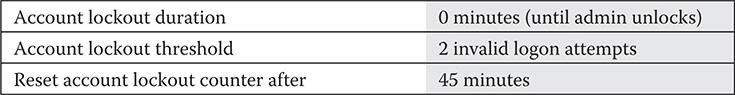 Account lockout duration 0 minutes (until admin unlocks)
Account lockout threshold 2 invalid logon attempts
Reset account lockout counter after 45 minutes